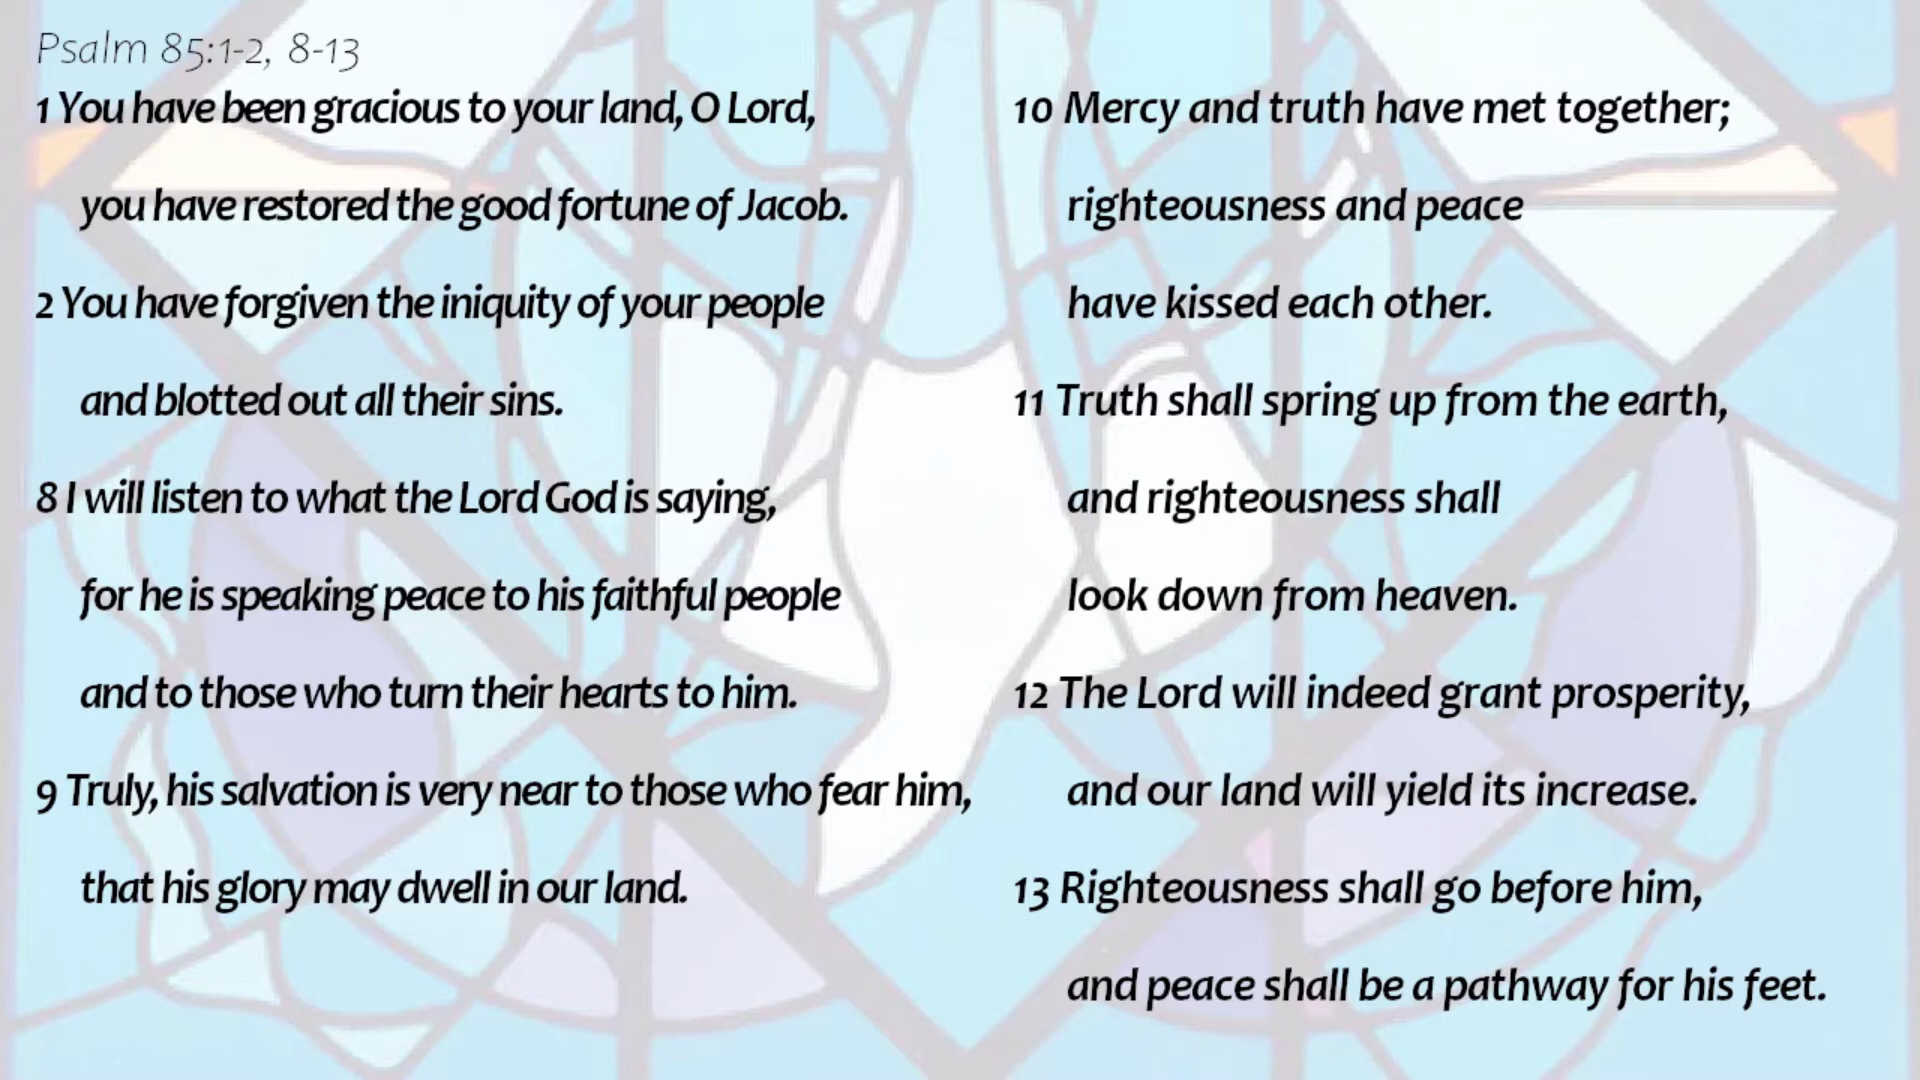 Psalm 85:1-2, 8-13
1 You have been gracious to your land, O Lord,
you have restored the good fortune of Jacob.
2 You have forgiven the iniquity of your people
and blotted out all their sins.
8 I will listen to what the Lord God is saying,
for he is speaking peace to his faithful people
and to those who turn their hearts to him.
9 Truly, his salvation is very near to those who fear him,
that his glory may dwell in our land.
10 Mercy and truth have met together;
righteousness and peace
have kissed each other.
11 Truth shall spring up from the earth,
and righteousness shall
look down from heaven.
12 The Lord will indeed grant prosperity,
and our land will yield its increase.
13 Righteousness shall go before him,
and peace shall be a pathway for his feet.